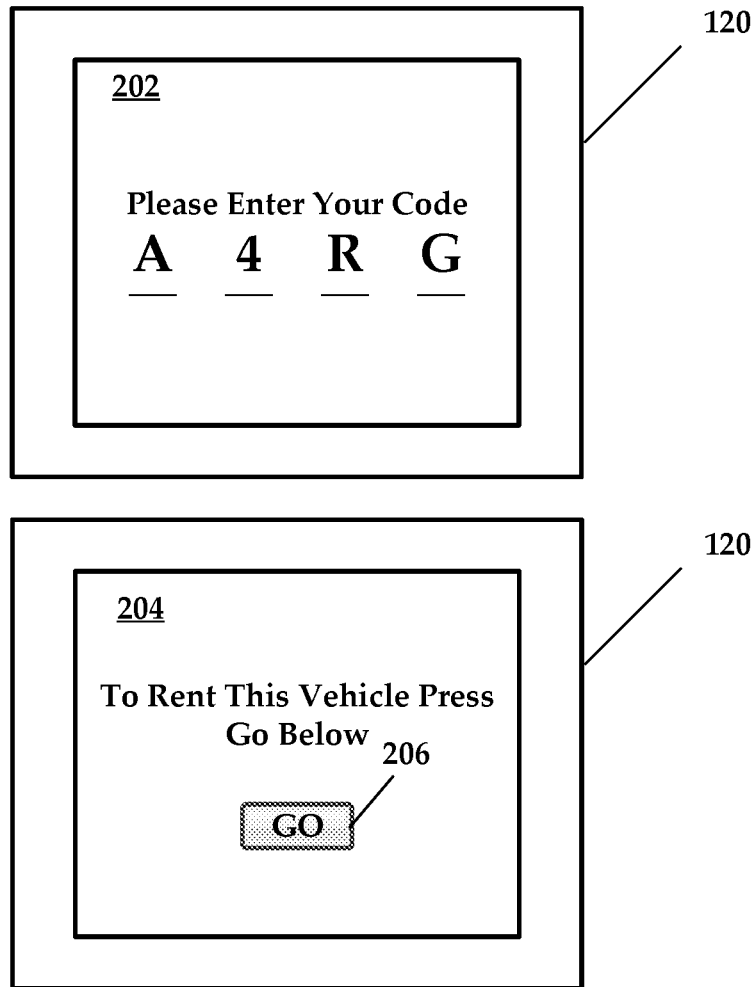 120
202
Please Enter Your Code
A 4 R G
120
204
To Rent This Vehicle Press
Go Below
206
GO